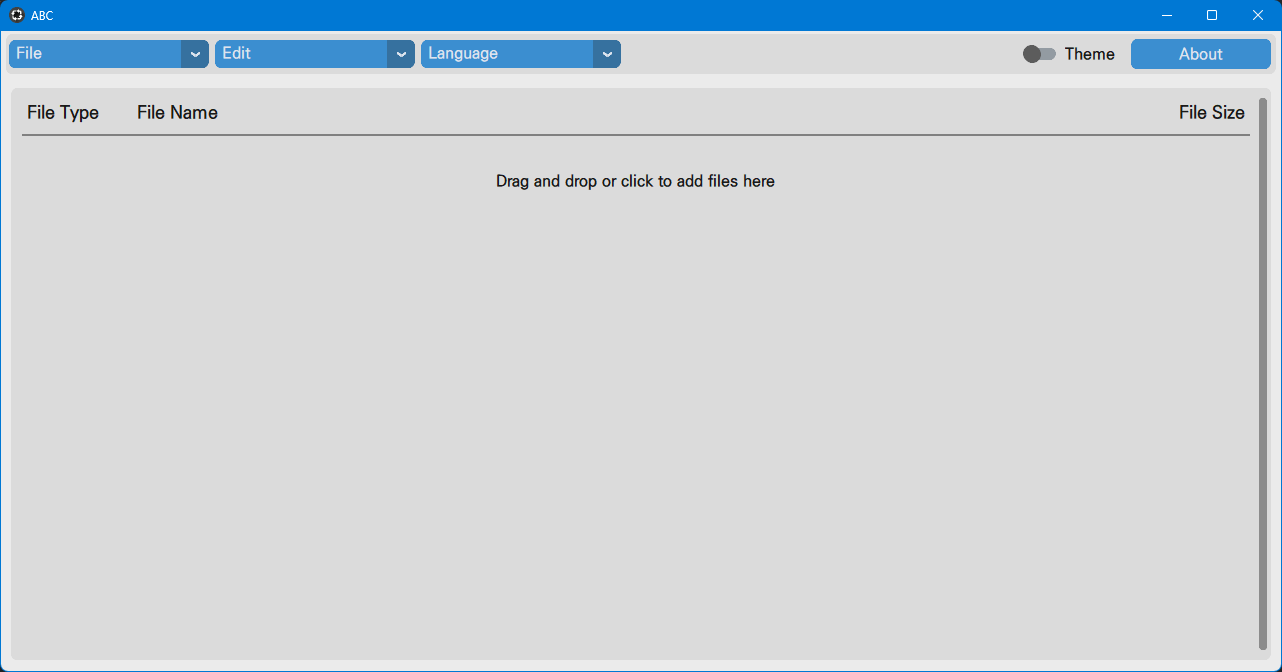 ABC
File Edit Language Theme About
File Type File Name File Size
Drag and drop or click to add files here